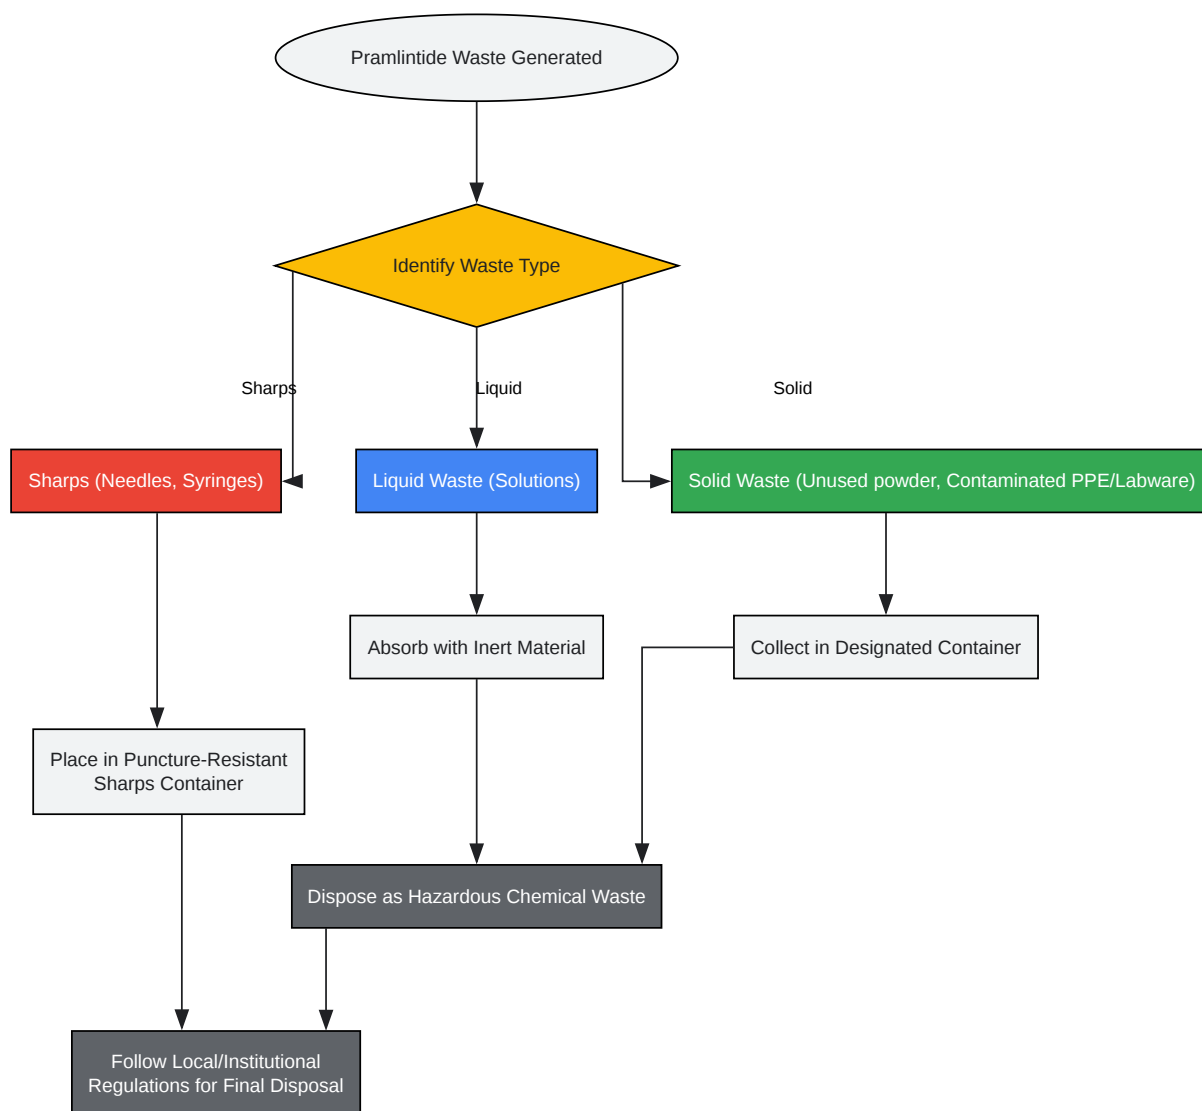 Pramlintide Waste Generated
Identify Waste Type
Sharps
Liquid
Solid
Sharps (Needles, Syringes)
Liquid Waste (Solutions)
Solid Waste (Unused powder, Contaminated PPE/Labware)
Absorb with Inert Material
Collect in Designated Container
Place in Puncture-Resistant
Sharps Container
Dispose as Hazardous Chemical Waste
Follow Local/Institutional
Regulations for Final Disposal